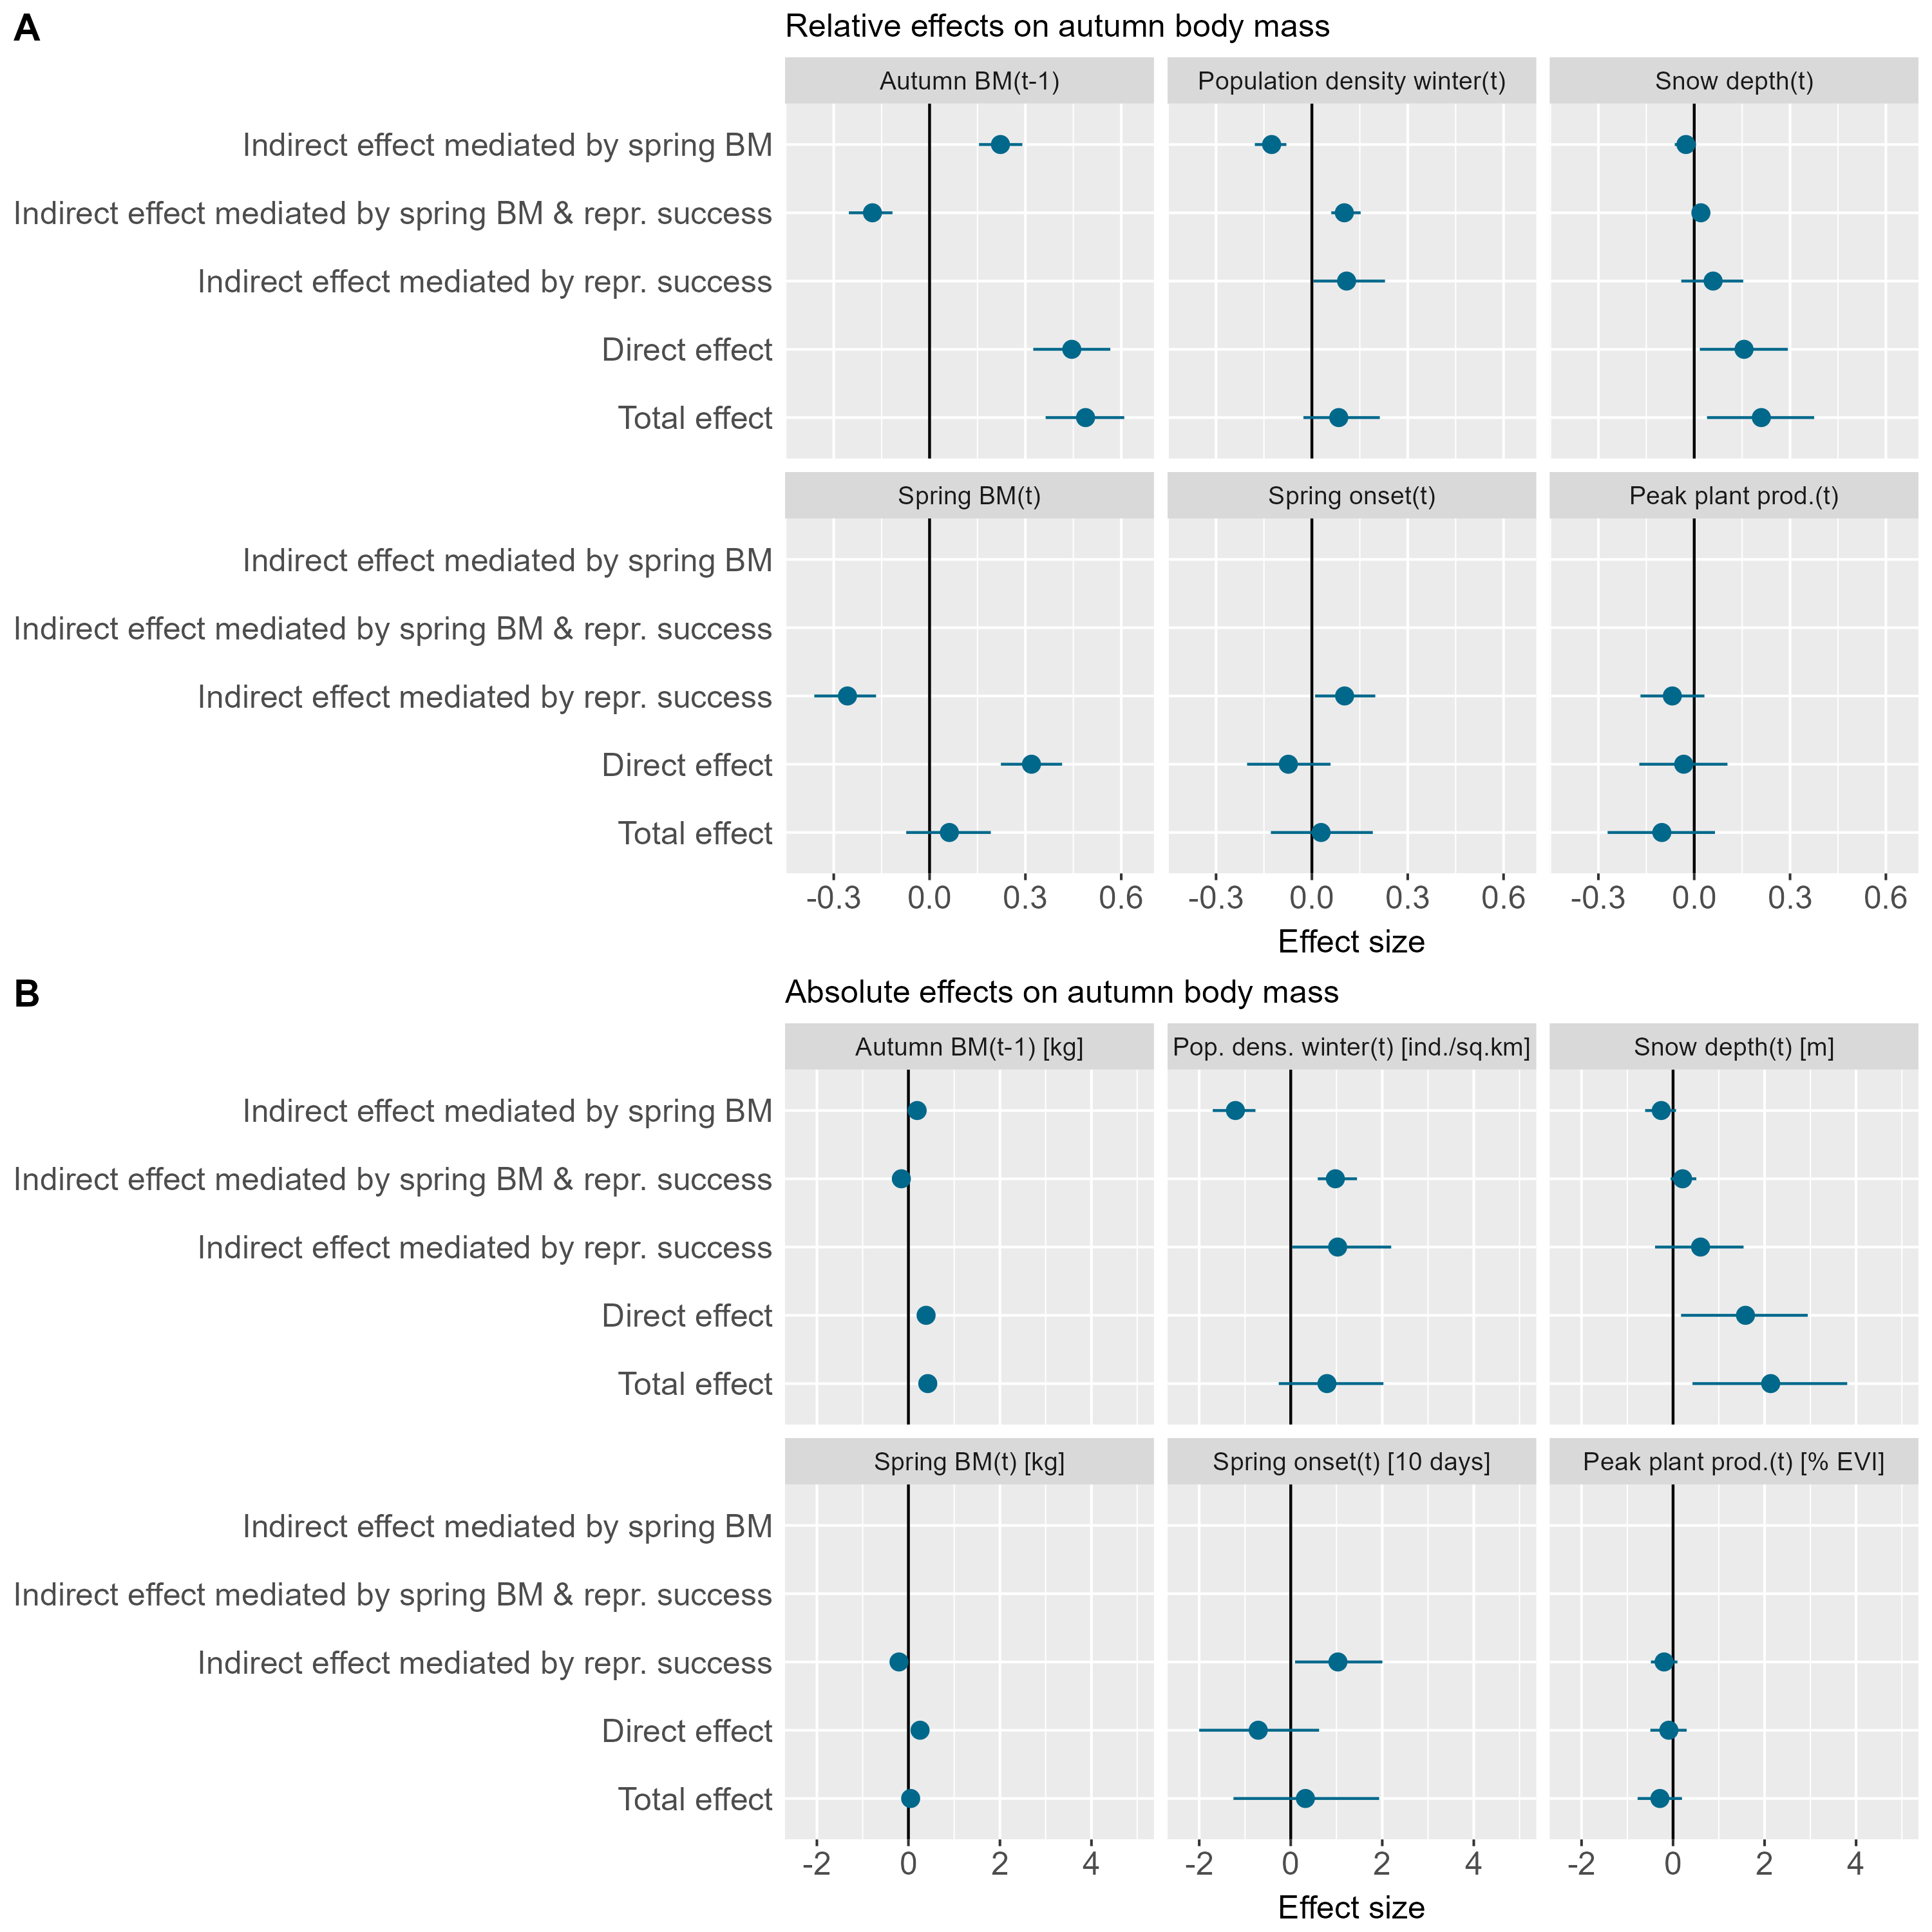 A
Relative effects on autumn body mass
Autumn BM(t-1)
Population density winter(t)
Snow depth(t)
Indirect effect mediated by spring BM
Indirect effect mediated by spring BM & repr. success
Indirect effect mediated by repr. success
Direct effect
Total effect
Spring BM(t)
Spring onset(t)
Peak plant prod.(t)
Indirect effect mediated by spring BM
Indirect effect mediated by spring BM & repr. success
Indirect effect mediated by repr. success
Direct effect
Total effect
-0.3 0.0 0.3 0.6
-0.3 0.0 0.3 0.6
-0.3 0.0 0.3 0.6
Effect size
B
Absolute effects on autumn body mass
Autumn BM(t-1) [kg]
Pop. dens. winter(t) [ind./sq.km]
Snow depth(t) [m]
Indirect effect mediated by spring BM
Indirect effect mediated by spring BM & repr. success
Indirect effect mediated by repr. success
Direct effect
Total effect
Spring BM(t) [kg]
Spring onset(t) [10 days]
Peak plant prod.(t) [% EVI]
Indirect effect mediated by spring BM
Indirect effect mediated by spring BM & repr. success
Indirect effect mediated by repr. success
Direct effect
Total effect
-2 0 2 4
-2 0 2 4
-2 0 2 4
Effect size